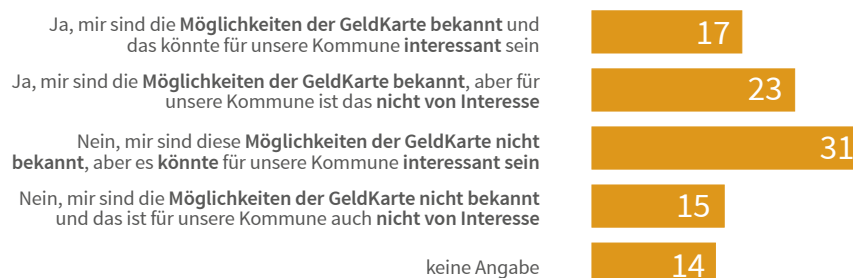 Ja, mir sind die Möglichkeiten der GeldKarte bekannt und
das könnte für unsere Kommune interessant sein
17
Ja, mir sind die Möglichkeiten der GeldKarte bekannt, aber für
unsere Kommune ist das nicht von Interesse
23
Nein, mir sind diese Möglichkeiten der GeldKarte nicht
bekannt, aber es könnte für unsere Kommune interessant sein
31
Nein, mir sind die Möglichkeiten der GeldKarte nicht bekannt
und das ist für unsere Kommune auch nicht von Interesse
15
keine Angabe
14